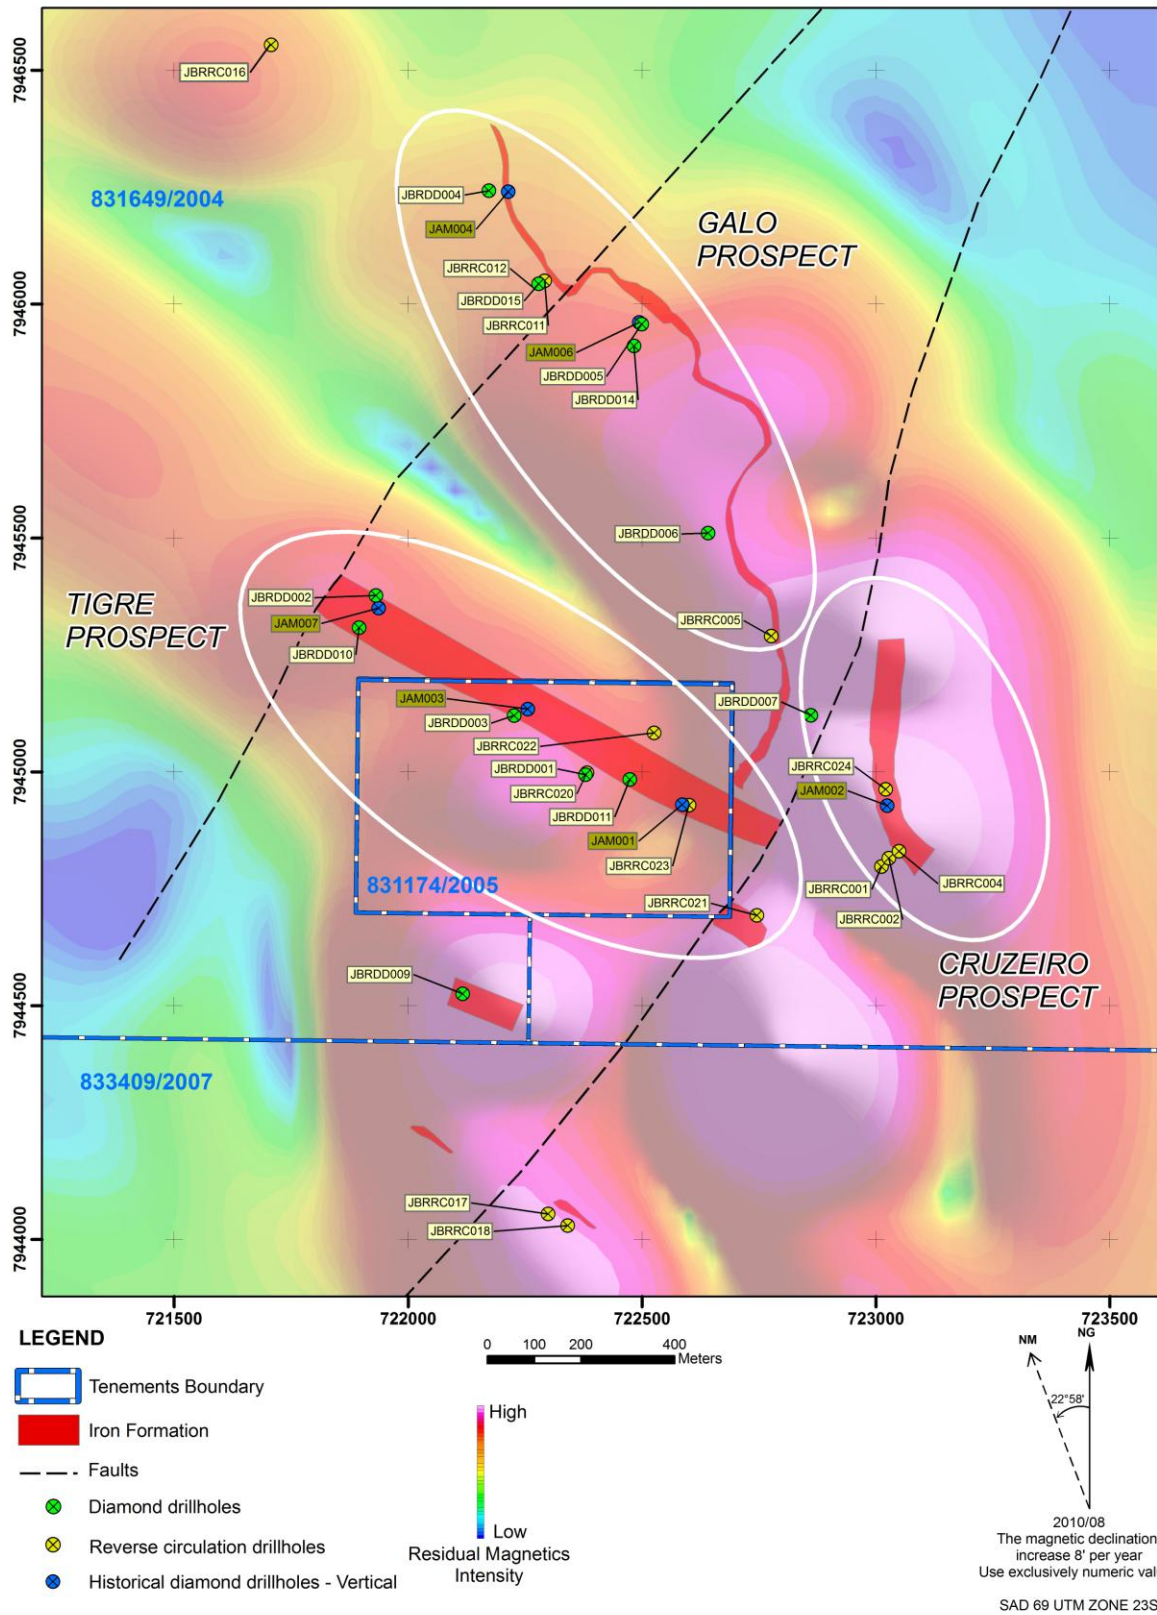 7946500
7946000
7945500
7945000
7944500
7944000
JBRRC016
831649/2004
JBRDD004
JAM004
GALO
PROSPECT
JBRRC012
JBRDD015
JBRRC011
JAM006
JBRDD005
JBRDD014
JBRDD006
TIGRE
PROSPECT
JBRDD002
JAM007
JBRDD010
JBRRC005
JAM003
JBRDD003
JBRRC022
JBRDD007
JBRDD001
JBRRC020
JBRDD011
JAM001
JBRRC023
JBRRC024
JAM002
JBRRC001
JBRRC002
JBRRC004
831174/2005
JBRRC021
CRUZEIRO
PROSPECT
JBRDD009
833409/2007
JBRRC017
JBRRC018
721500
722000
722500
723000
723500
LEGEND
Tenements Boundary
Iron Formation
Faults
Diamond drillholes
Reverse circulation drillholes
Historical diamond drillholes - Vertical
0 100 200 400
Meters
High
Low
Residual Magnetics
Intensity
NM
NG
22°58'
2010/08
The magnetic declination
increase 8' per year
Use exclusively numeric val
SAD 69 UTM ZONE 23S